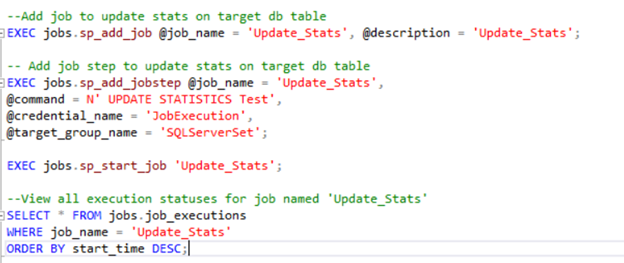 --Add job to update stats on target db table
EXEC jobs.sp_add_job @job_name = 'Update_Stats', @description = 'Update_Stats';
-- Add job step to update stats on target db table
EXEC jobs.sp_add_jobstep @job_name = 'Update_Stats',
@command = N' UPDATE STATISTICS Test',
@credential_name = 'JobExecution',
@target_group_name = 'SQLServerSet';
EXEC jobs.sp_start_job 'Update_Stats';
--View all execution statuses for job named 'Update_Stats'
SELECT * FROM jobs.job_executions
WHERE job_name = 'Update_Stats'
ORDER BY start_time DESC;